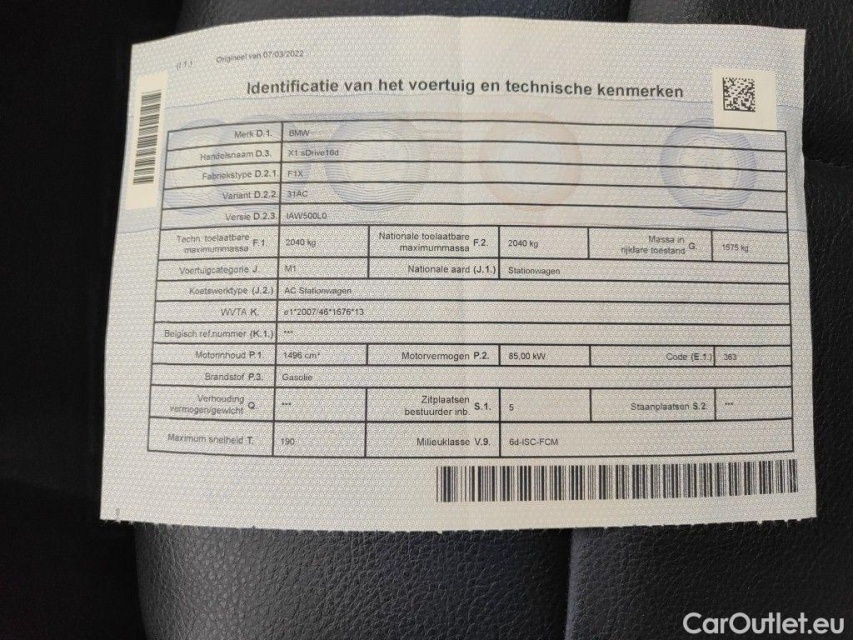 (I.1.) Origineel van 07/03/2022
Identificatie van het voertuig en technische kenmerken
Merk D.1. BMW
Handelsnaam D.3. X1 sDrive16d
Fabriekstype D.2.1. F1X
Variant D.2.2. 31AC
Versie D.2.3. IAW500L0
Techn. toelaatbare maximummassa F.1. 2040 kg Nationale toelaatbare maximummassa F.2. 2040 kg Massa in rijklare toestand G. 1575 kg
Voertuigcategorie J. M1 Nationale aard (J.1.) Stationwagen
Koetswerktype (J.2.) AC Stationwagen
WVTA K. e1*2007/46*1676*13
Belgisch ref.nummer (K.1.) ***
Motorinhoud P.1. 1496 cm³ Motorvermogen P.2. 85,00 kW Code (E.1.) 363
Brandstof P.3. Gasolie
Verhouding vermogen/gewicht Q. *** Zitplaatsen bestuurder inb. S.1. 5 Staanplaatsen S.2. ***
Maximum snelheid T. 190 Milieuklasse V.9. 6d-ISC-FCM
CarOutlet.eu